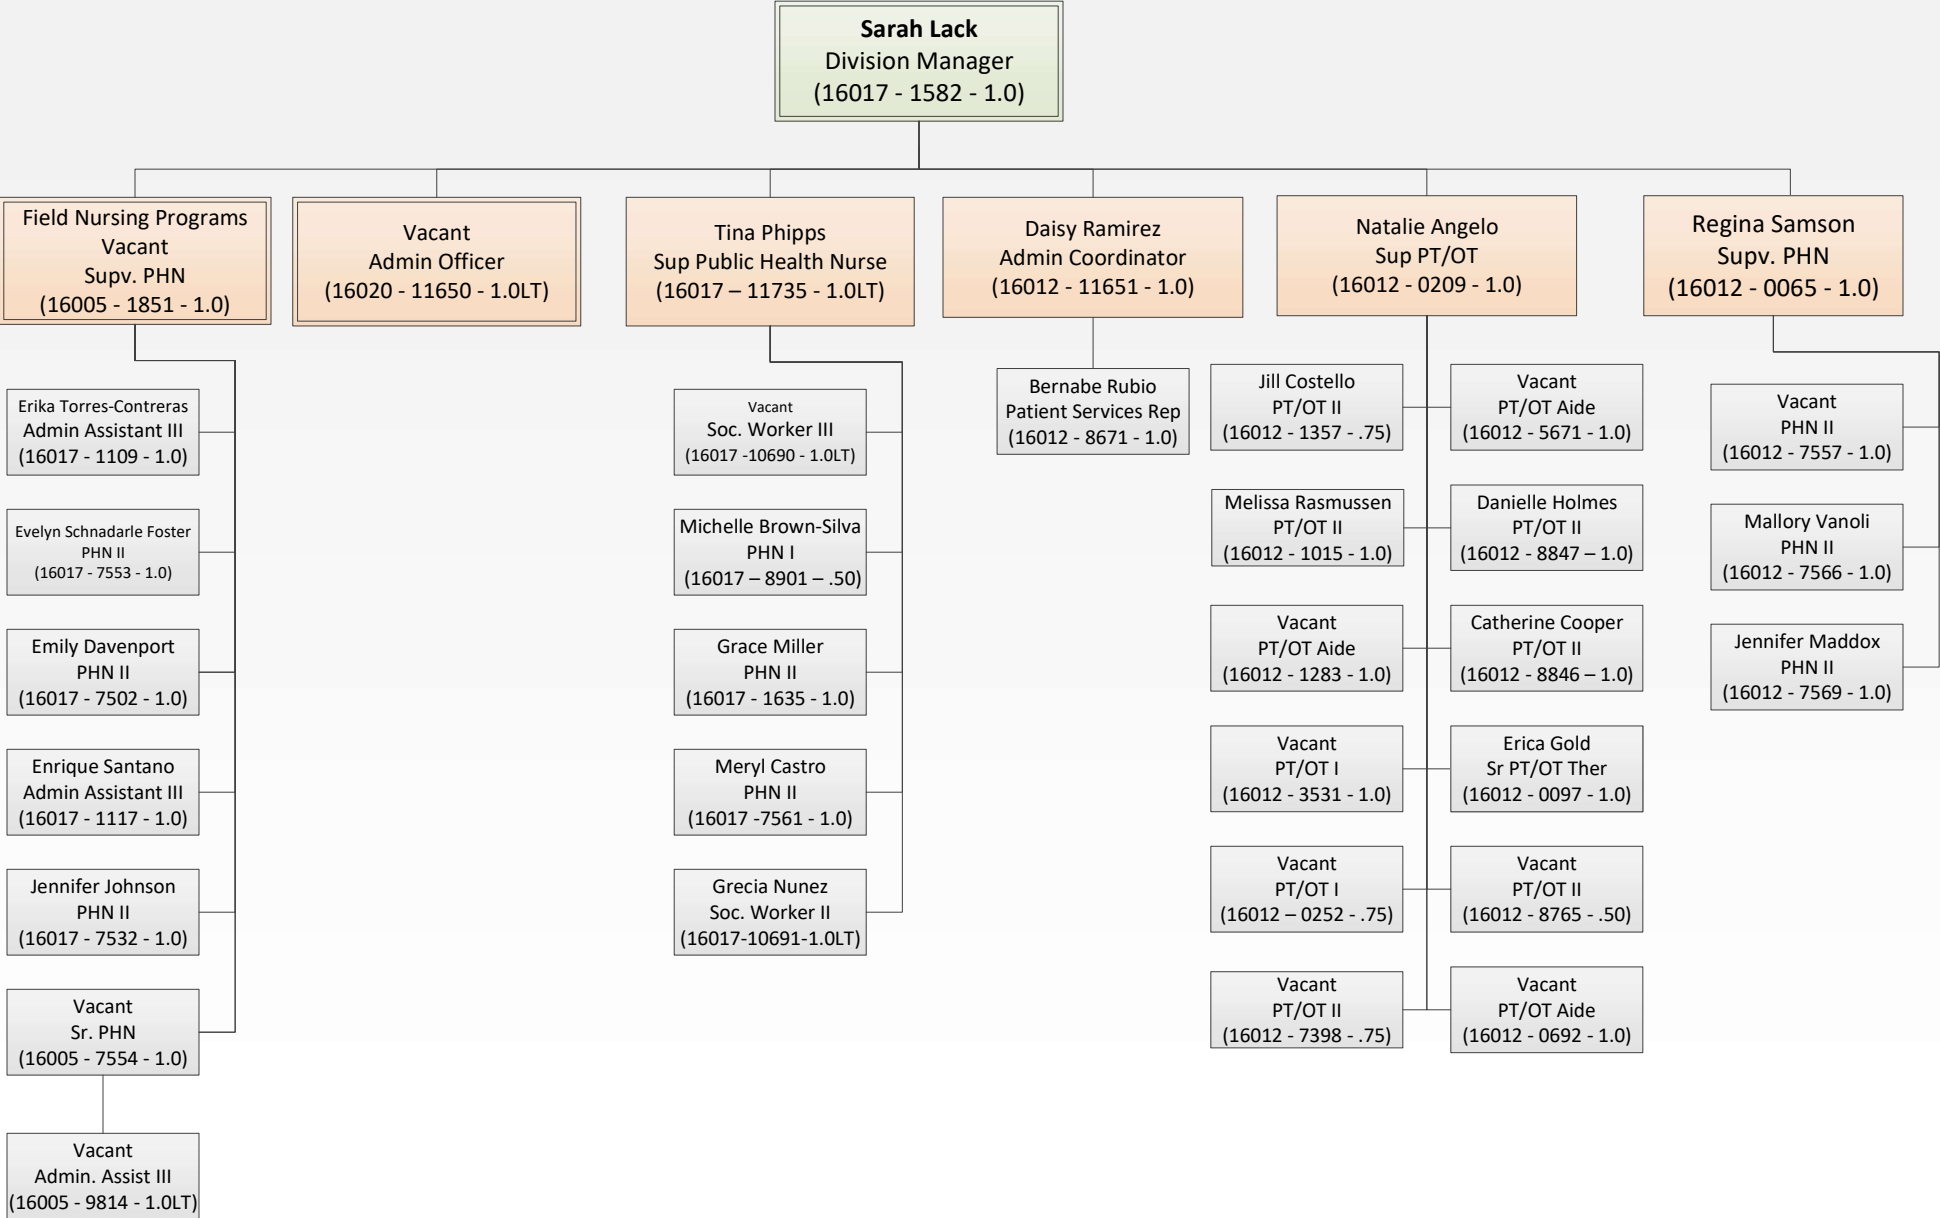 Sarah Lack
Division Manager
(16017 - 1582 - 1.0)
Field Nursing Programs
Vacant
Supv. PHN
(16005 - 1851 - 1.0)
Vacant
Admin Officer
(16020 - 11650 - 1.0LT)
Tina Phipps
Sup Public Health Nurse
(16017 – 11735 - 1.0LT)
Daisy Ramirez
Admin Coordinator
(16012 - 11651 - 1.0)
Natalie Angelo
Sup PT/OT
(16012 - 0209 - 1.0)
Regina Samson
Supv. PHN
(16012 - 0065 - 1.0)
Erika Torres-Contreras
Admin Assistant III
(16017 - 1109 - 1.0)
Evelyn Schnadarle Foster
PHN II
(16017 - 7553 - 1.0)
Emily Davenport
PHN II
(16017 - 7502 - 1.0)
Enrique Santano
Admin Assistant III
(16017 - 1117 - 1.0)
Jennifer Johnson
PHN II
(16017 - 7532 - 1.0)
Vacant
Sr. PHN
(16005 - 7554 - 1.0)
Vacant
Admin. Assist III
(16005 - 9814 - 1.0LT)
Vacant
Soc. Worker III
(16017 -10690 - 1.0LT)
Michelle Brown-Silva
PHN I
(16017 – 8901 – .50)
Grace Miller
PHN II
(16017 - 1635 - 1.0)
Meryl Castro
PHN II
(16017 -7561 - 1.0)
Grecia Nunez
Soc. Worker II
(16017-10691-1.0LT)
Bernabe Rubio
Patient Services Rep
(16012 - 8671 - 1.0)
Jill Costello
PT/OT II
(16012 - 1357 - .75)
Vacant
PT/OT Aide
(16012 - 5671 - 1.0)
Melissa Rasmussen
PT/OT II
(16012 - 1015 - 1.0)
Danielle Holmes
PT/OT II
(16012 - 8847 – 1.0)
Vacant
PT/OT Aide
(16012 - 1283 - 1.0)
Catherine Cooper
PT/OT II
(16012 - 8846 – 1.0)
Vacant
PT/OT I
(16012 - 3531 - 1.0)
Erica Gold
Sr PT/OT Ther
(16012 - 0097 - 1.0)
Vacant
PT/OT I
(16012 – 0252 - .75)
Vacant
PT/OT II
(16012 - 8765 - .50)
Vacant
PT/OT II
(16012 - 7398 - .75)
Vacant
PT/OT Aide
(16012 - 0692 - 1.0)
Vacant
PHN II
(16012 - 7557 - 1.0)
Mallory Vanoli
PHN II
(16012 - 7566 - 1.0)
Jennifer Maddox
PHN II
(16012 - 7569 - 1.0)